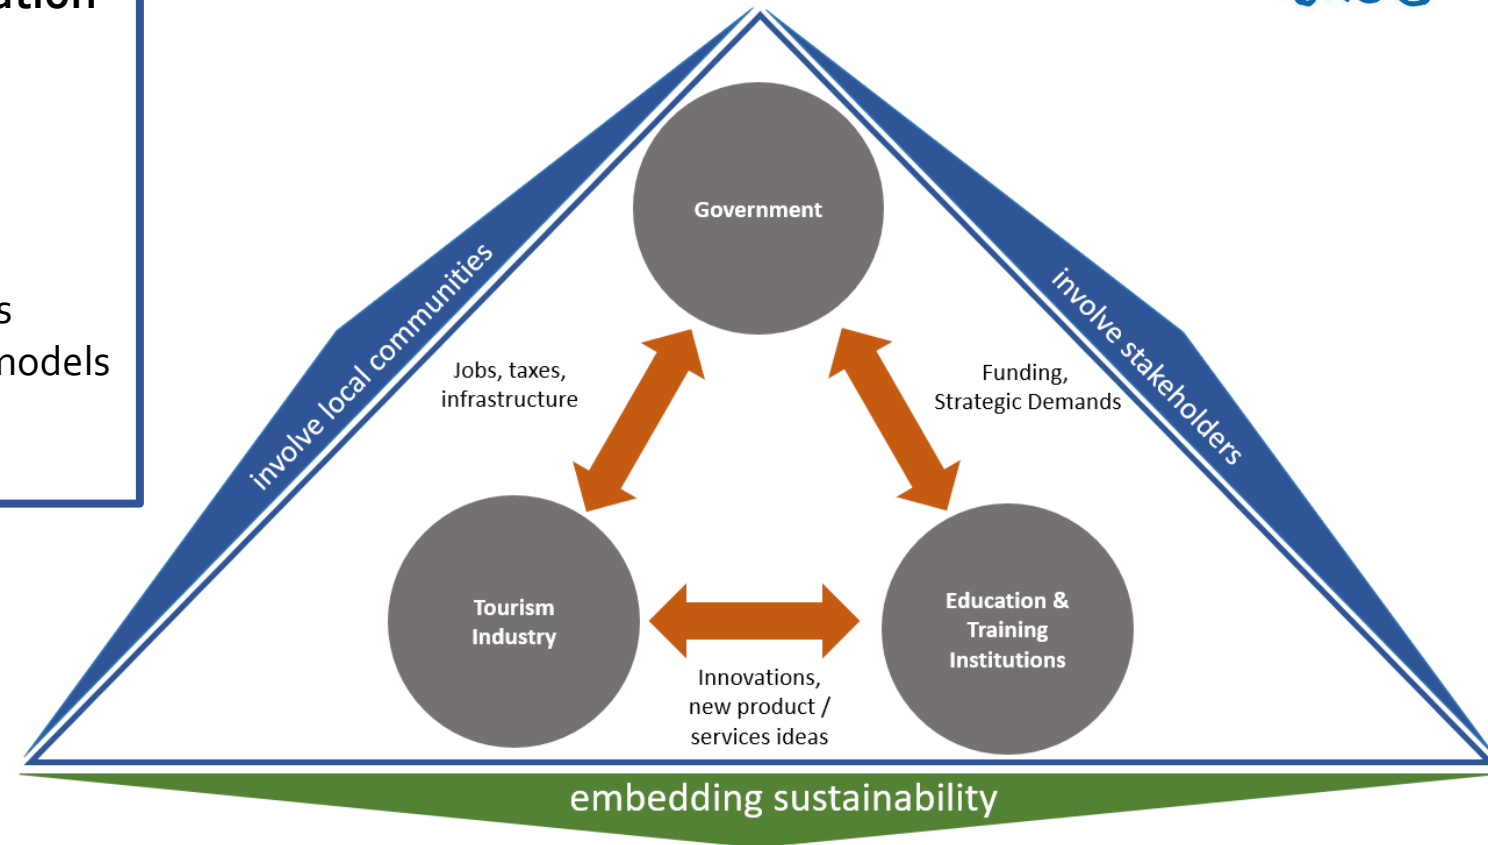 Government
involve local communities
involve stakeholders
models
Jobs, taxes,
infrastructure
Funding,
Strategic Demands
Tourism
Industry
Education &
Training
Institutions
Innovations,
new product /
services ideas
embedding sustainability